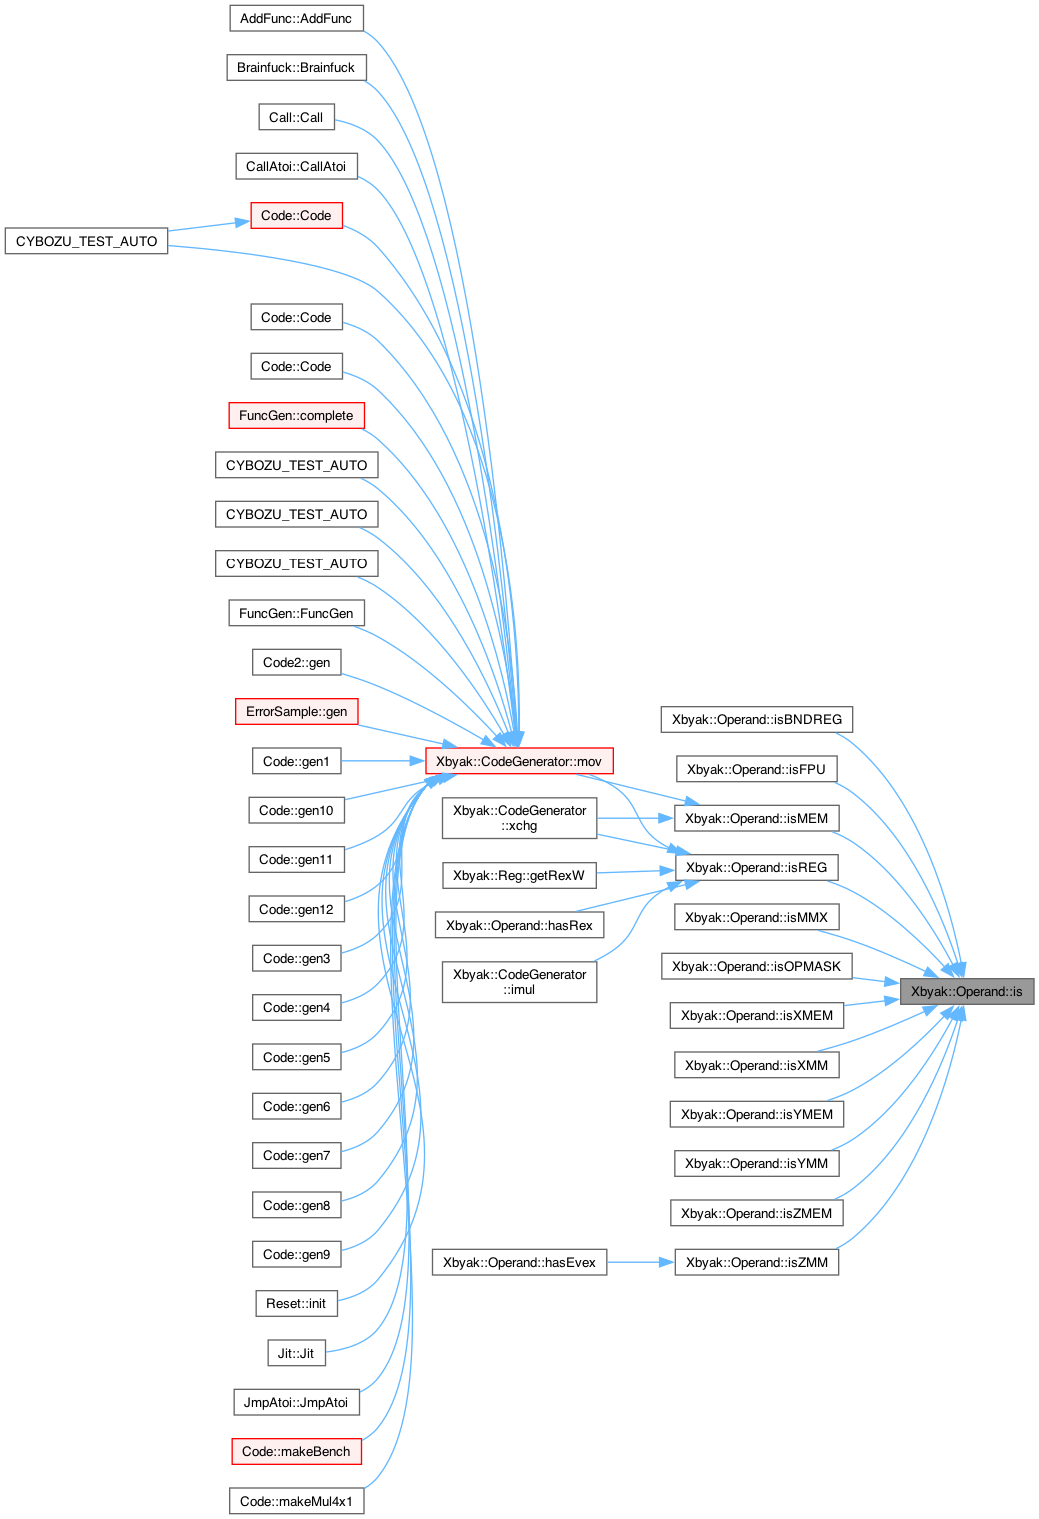 AddFunc::AddFunc
Brainfuck::Brainfuck
Call::Call
CallAtoi::CallAtoi
Code::Code
CYBOZU_TEST_AUTO
Code::Code
Code::Code
FuncGen::complete
CYBOZU_TEST_AUTO
CYBOZU_TEST_AUTO
CYBOZU_TEST_AUTO
FuncGen::FuncGen
Code2::gen
ErrorSample::gen
Code::gen1
Code::gen10
Code::gen11
Code::gen12
Code::gen3
Code::gen4
Code::gen5
Code::gen6
Code::gen7
Code::gen8
Code::gen9
Reset::init
Jit::Jit
JmpAtoi::JmpAtoi
Code::makeBench
Code::makeMul4x1
Xbyak::CodeGenerator::mov
Xbyak::CodeGenerator
::xchg
Xbyak::Reg::getRexW
Xbyak::Operand::hasRex
Xbyak::CodeGenerator
::imul
Xbyak::Operand::hasEvex
Xbyak::Operand::isBNDREG
Xbyak::Operand::isFPU
Xbyak::Operand::isMEM
Xbyak::Operand::isREG
Xbyak::Operand::isMMX
Xbyak::Operand::isOPMASK
Xbyak::Operand::isXMEM
Xbyak::Operand::isXMM
Xbyak::Operand::isYMEM
Xbyak::Operand::isYMM
Xbyak::Operand::isZMEM
Xbyak::Operand::isZMM
Xbyak::Operand::is